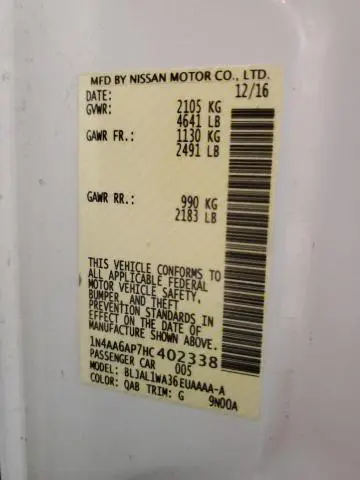 MFD BY NISSAN MOTOR CO., LTD.
DATE: 12/16
GVWR: 2105 KG
4641 LB
GAWR FR.: 1130 KG
2491 LB
GAWR RR.: 990 KG
2183 LB
THIS VEHICLE CONFORMS TO
ALL APPLICABLE FEDERAL
MOTOR VEHICLE SAFETY,
BUMPER, AND THEFT
PREVENTION STANDARDS IN
EFFECT ON THE DATE OF
MANUFACTURE SHOWN ABOVE.
1N4AA6AP7HC402338
PASSENGER CAR 005
MODEL: BLJAL1WA36EUAAAA-A
COLOR: QAB TRIM: G 9N00A